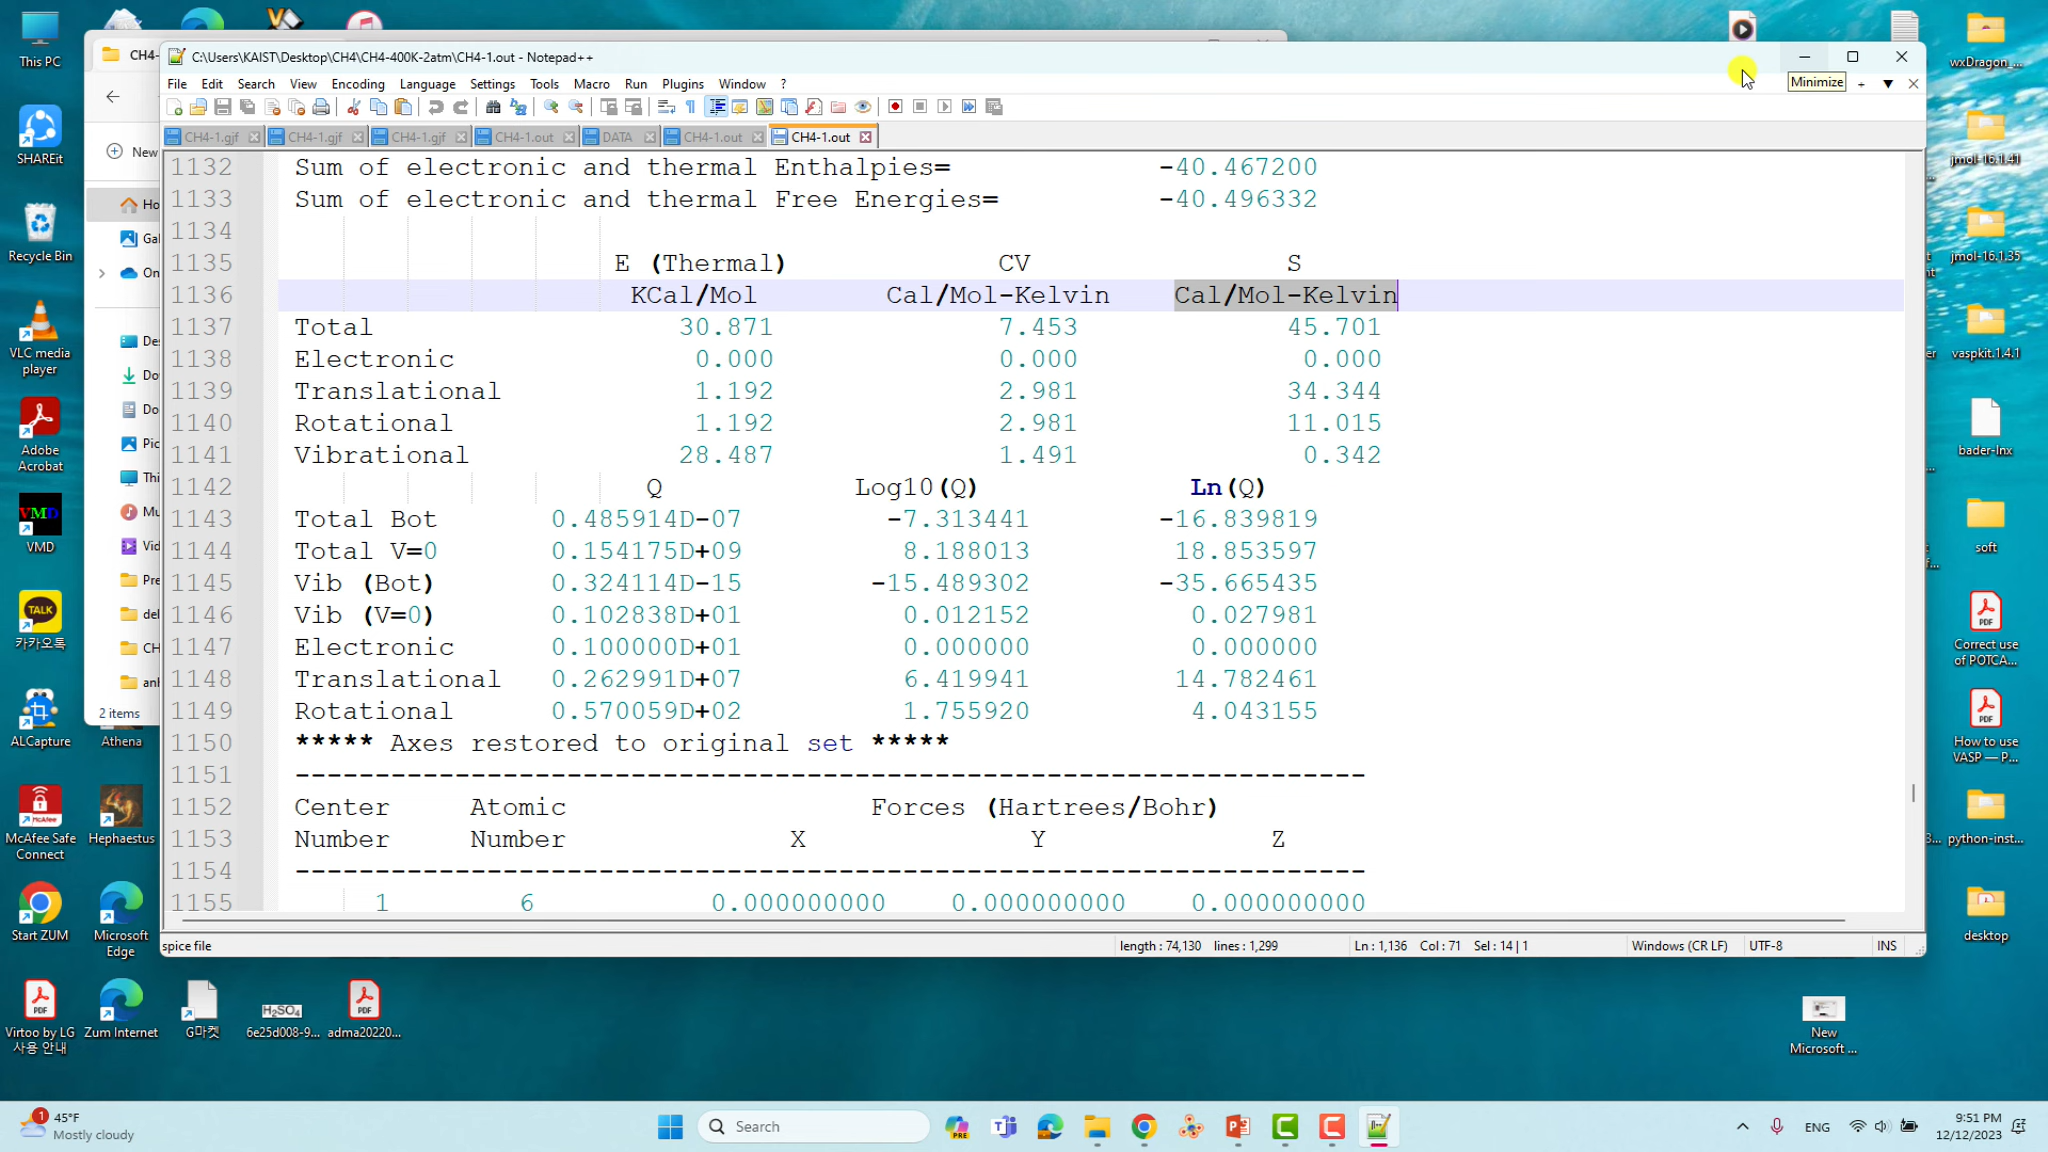 This PC
SHAREit
Recycle Bin
VLC media
player
Adobe
Acrobat
VMD
카카오톡
ALCapture
Athena
McAfee Safe
Connect
Hephaestus
Start ZUM
Microsoft
Edge
Virtoo by LG
사용 안내
Zum Internet
G마켓
H₂SO₄
6e25d008-9...
adma20220...
CH4-
New
2 items
C:\Users\KAIST\Desktop\CH4\CH4-400K-2atm\CH4-1.out - Notepad++
Minimize
File Edit Search View Encoding Language Settings Tools Macro Run Plugins Window ?
CH4-1.gif CH4-1.gif CH4-1.gif CH4-1.out DATA CH4-1.out CH4-1.out
1132 Sum of electronic and thermal Enthalpies= -40.467200
1133 Sum of electronic and thermal Free Energies= -40.496332
1134
1135 E (Thermal) CV S
1136 KCal/Mol Cal/Mol-Kelvin Cal/Mol-Kelvin
1137 Total 30.871 7.453 45.701
1138 Electronic 0.000 0.000 0.000
1139 Translational 1.192 2.981 34.344
1140 Rotational 1.192 2.981 11.015
1141 Vibrational 28.487 1.491 0.342
1142 Q Log10(Q) Ln(Q)
1143 Total Bot 0.485914D-07 -7.313441 -16.839819
1144 Total V=0 0.154175D+09 8.188013 18.853597
1145 Vib (Bot) 0.324114D-15 -15.489302 -35.665435
1146 Vib (V=0) 0.102838D+01 0.012152 0.027981
1147 Electronic 0.100000D+01 0.000000 0.000000
1148 Translational 0.262991D+07 6.419941 14.782461
1149 Rotational 0.570059D+02 1.755920 4.043155
1150 ***** Axes restored to original set *****
1151 -------------------------------------------------------------------
1152 Center Atomic Forces (Hartrees/Bohr)
1153 Number Number X Y Z
1154 -------------------------------------------------------------------
1155 1 6 0.000000000 0.000000000 0.000000000
spice file length : 74,130 lines : 1,299 Ln : 1,136 Col : 71 Sel : 14 | 1 Windows (CR LF) UTF-8 INS
wxDragon_...
jmol-16.1.41
jmol-16.1.35
vaspkit.1.4.1
bader-lnx
soft
Correct use
of POTCA...
How to use
VASP — P...
python-inst...
desktop
New
Microsoft ...
45°F
Mostly cloudy
Search
ENG
9:51 PM
12/12/2023